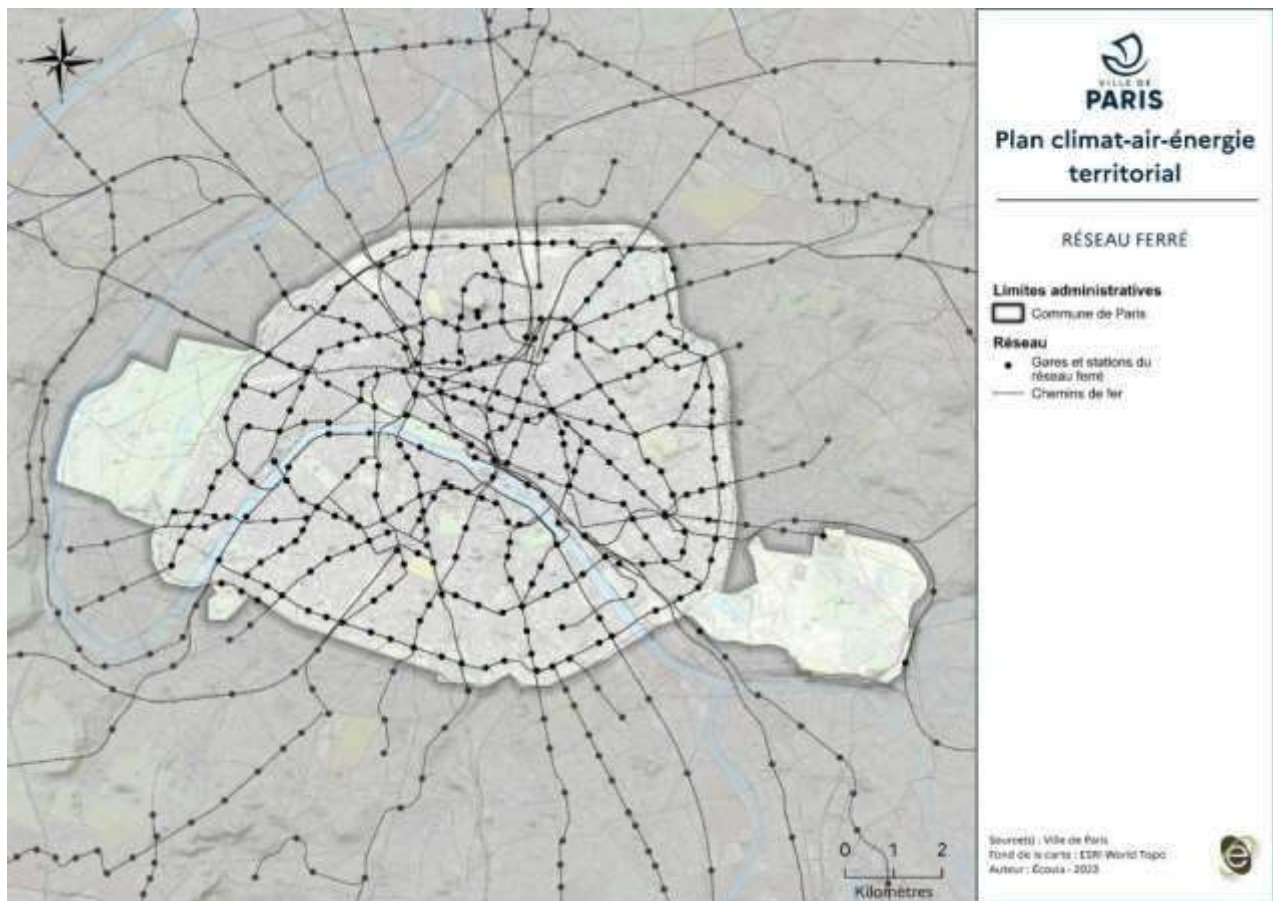 VILLE DE
PARIS
Plan climat-air-énergie
territorial
RÉSEAU FERRÉ
Limites administratives
Commune de Paris
Réseau
Gares et stations du
réseau ferré
Chemins de fer
0 1 2
Kilomètres
Source(s) : Ville de Paris
Fond de la carte : ESRI World Topo
Auteur : Ecovia - 2023
e